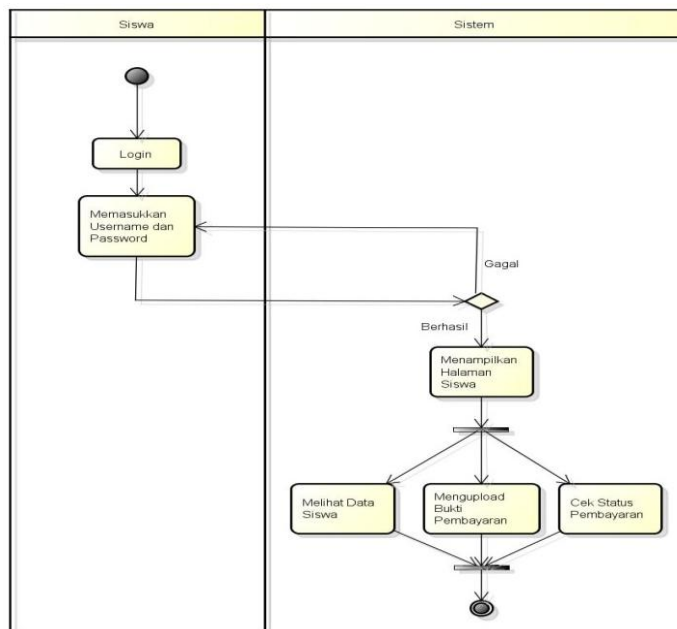 Siswa
Sistem
Login
Memasukkan
Username dan
Password
Gagal
Berhasil
Menampilkan
Halaman
Siswa
Melihat Data
Siswa
Mengupload
Bukti
Pembayaran
Cek Status
Pembayaran